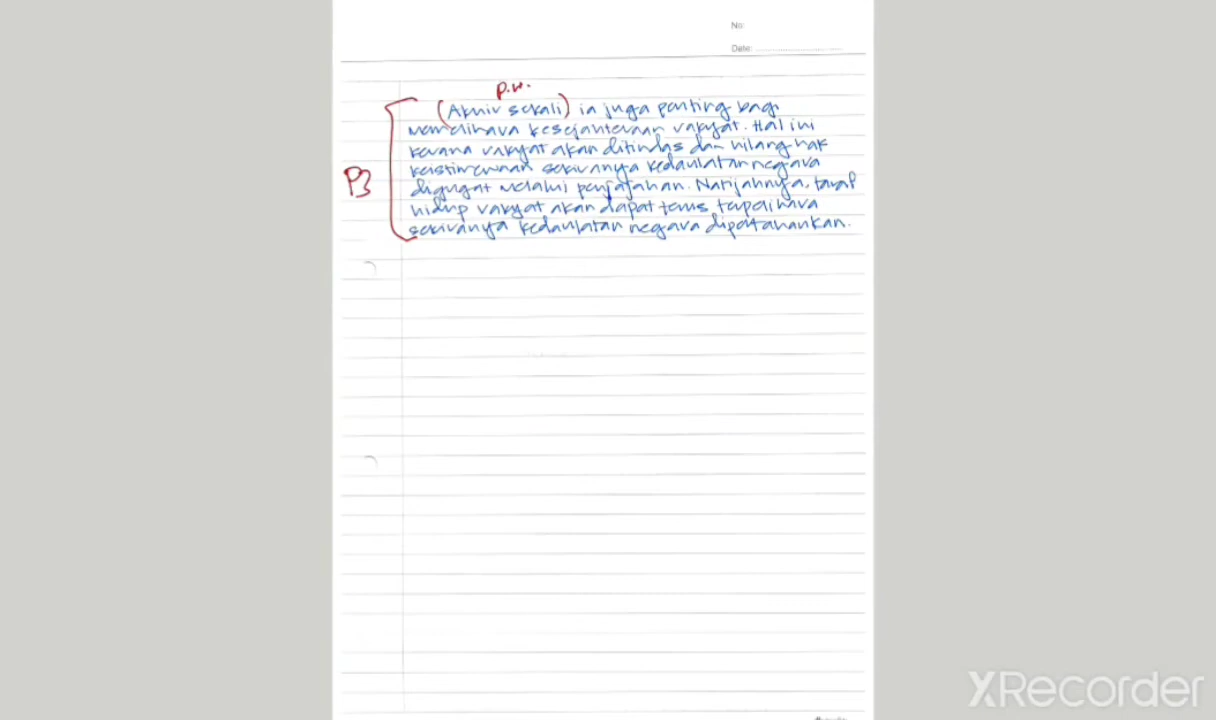 No:
Date:
P.W.
(Akhir sekali) ia juga penting bagi
memelihara kesejahteraan rakyat. Hal ini
kerana rakyat akan ditindas dan hilang hak
keistimewaan sekiranya kedaulatan negara
digugat melalui penjajahan. Natijahnya, taraf
P3
hidup rakyat akan dapat terus terpelihara
sekiranya kedaulatan negara dipertahankan.
XRecorder